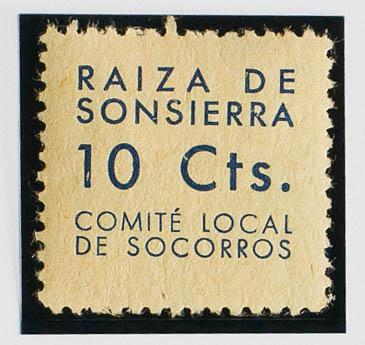 RAIZA DE
SONSIERRA
10 Cts.
COMITÉ LOCAL
DE SOCORROS